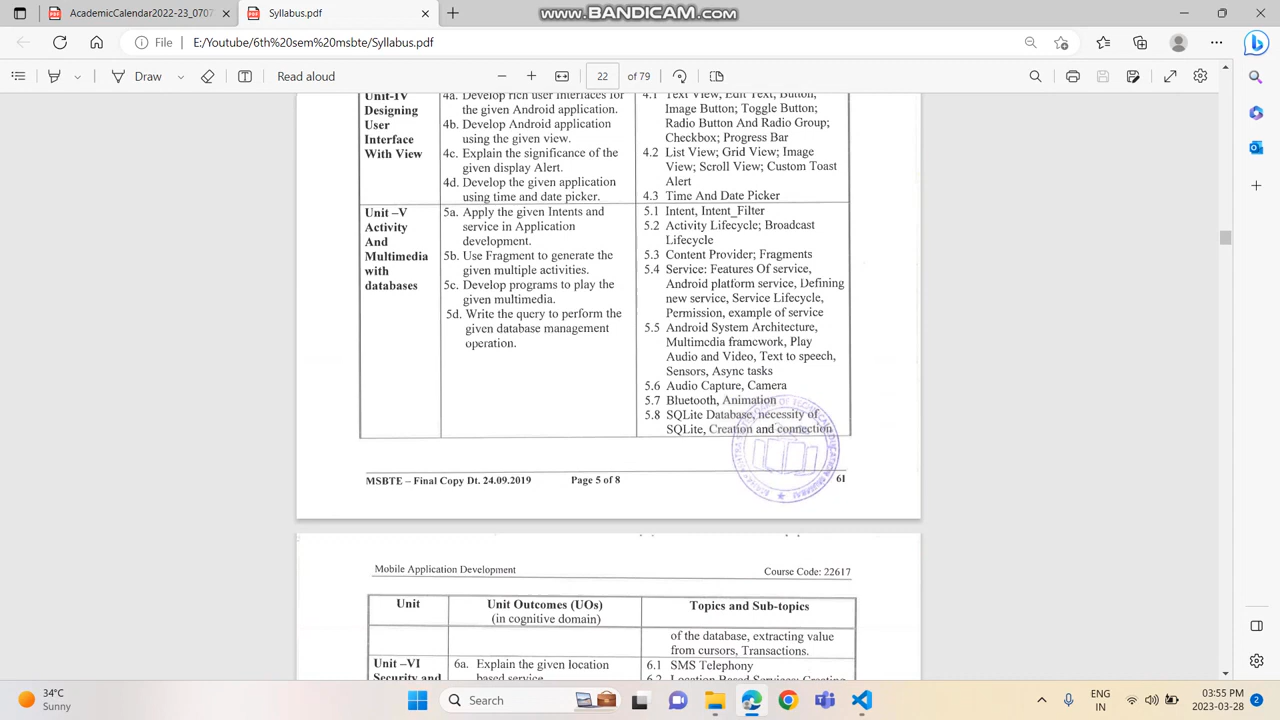 AcademicCalendar2022-23_0707
Syllabus.pdf
www.BANDICAM.com
File
E:/Youtube/6th%20sem%20msbte/Syllabus.pdf
Draw
Read aloud
22
of 79
Unit-IV
Designing
User
Interface
With View
4a. Develop rich user Interfaces for
the given Android application.
4b. Develop Android application
using the given view.
4c. Explain the significance of the
given display Alert.
4d. Develop the given application
using time and date picker.
4.1 Text View; Edit Text; Button,
Image Button; Toggle Button;
Radio Button And Radio Group;
Checkbox; Progress Bar
4.2 List View; Grid View; Image
View; Scroll View; Custom Toast
Alert
4.3 Time And Date Picker
Unit –V
Activity
And
Multimedia
with
databases
5a. Apply the given Intents and
service in Application
development.
5b. Use Fragment to generate the
given multiple activities.
5c. Develop programs to play the
given multimedia.
5d. Write the query to perform the
given database management
operation.
5.1 Intent, Intent_Filter
5.2 Activity Lifecycle; Broadcast
Lifecycle
5.3 Content Provider; Fragments
5.4 Service: Features Of service,
Android platform service, Defining
new service, Service Lifecycle,
Permission, example of service
5.5 Android System Architecture,
Multimedia framework, Play
Audio and Video, Text to speech,
Sensors, Async tasks
5.6 Audio Capture, Camera
5.7 Bluetooth, Animation
5.8 SQLite Database, necessity of
SQLite, Creation and connection
MSBTE – Final Copy Dt. 24.09.2019
Page 5 of 8
61
Mobile Application Development
Course Code: 22617
Unit
Unit Outcomes (UOs)
(in cognitive domain)
Topics and Sub-topics
of the database, extracting value
from cursors, Transactions.
Unit –VI
Security and
6a. Explain the given location
based service.
6.1 SMS Telephony
6.2 Location Based Services: Creating
34°C
Sunny
Search
ENG
IN
03:55 PM
2023-03-28
2